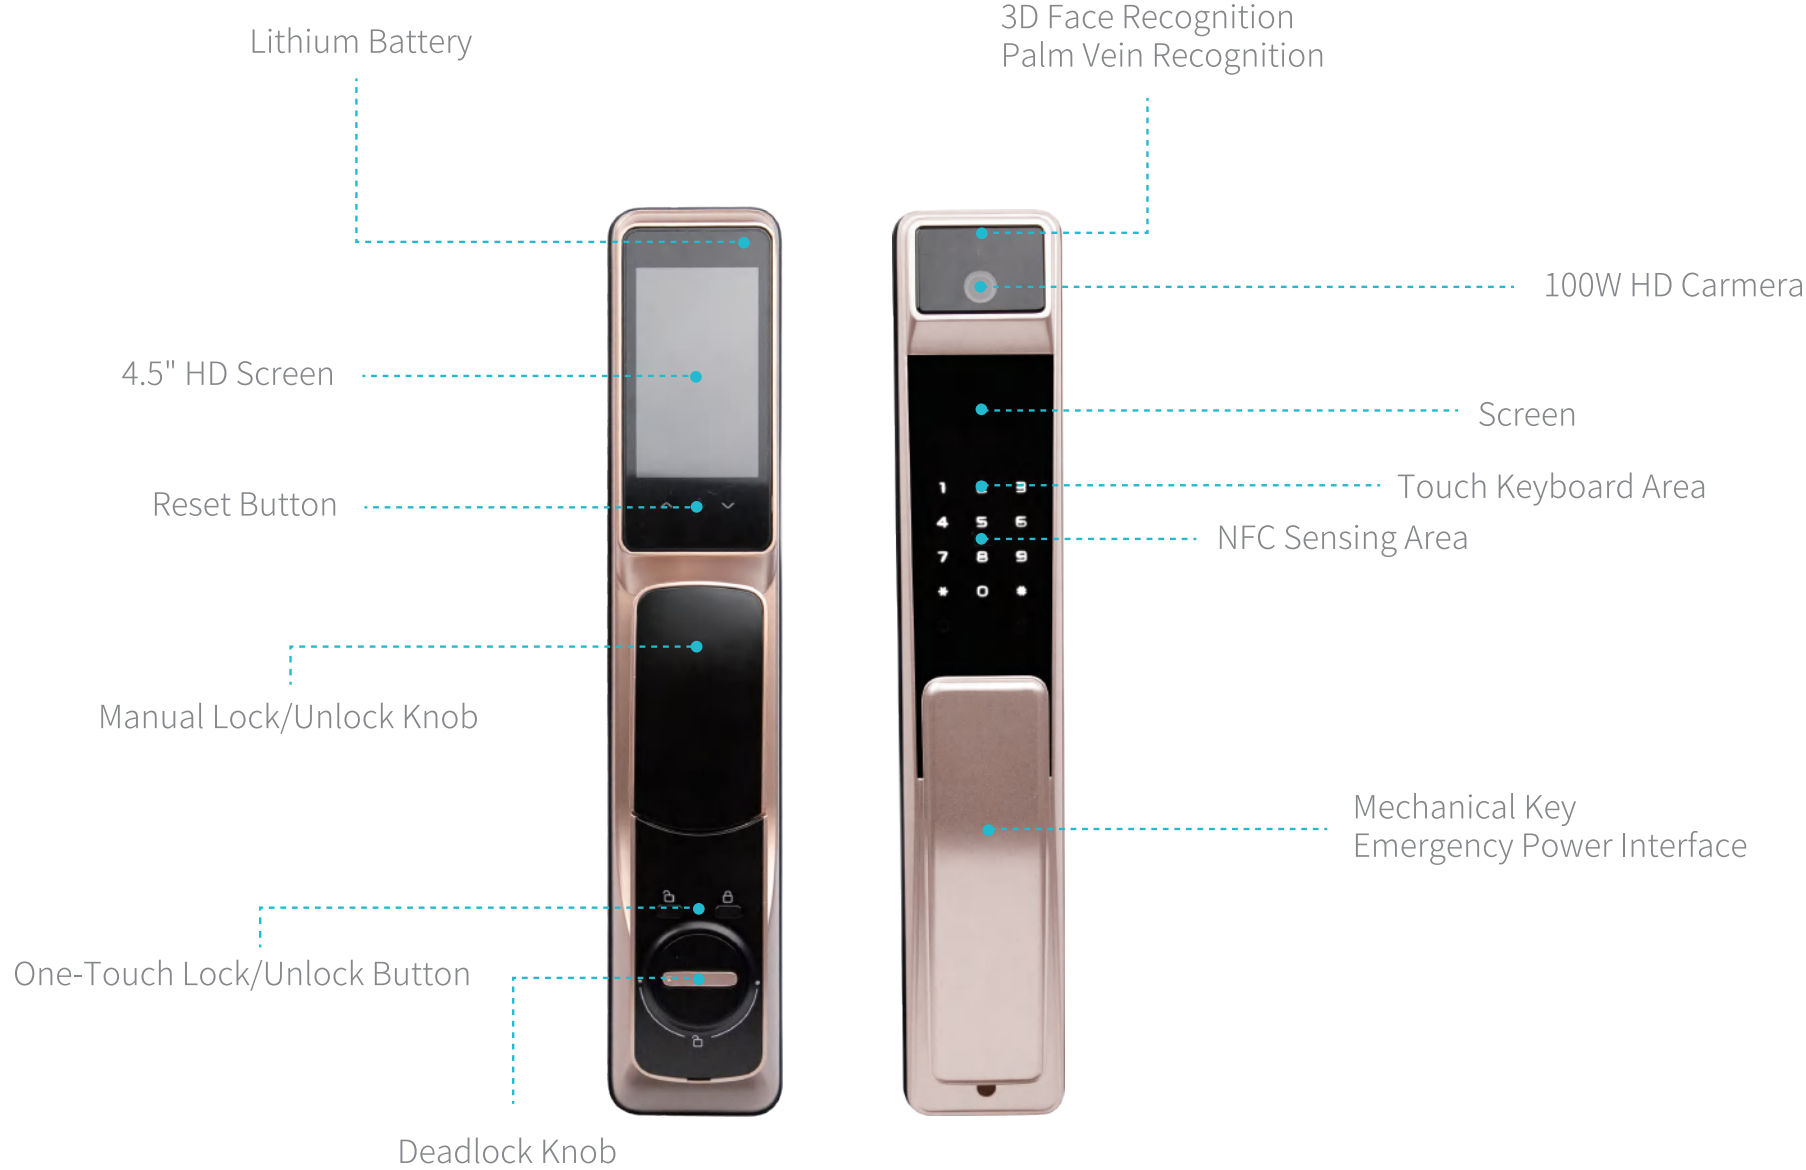 Lithium Battery
4.5" HD Screen
Reset Button
Manual Lock/Unlock Knob
One-Touch Lock/Unlock Button
Deadlock Knob
3D Face Recognition
Palm Vein Recognition
100W HD Carmera
Screen
Touch Keyboard Area
NFC Sensing Area
Mechanical Key
Emergency Power Interface
1 2 3
4 5 6
7 8 9
* 0 #